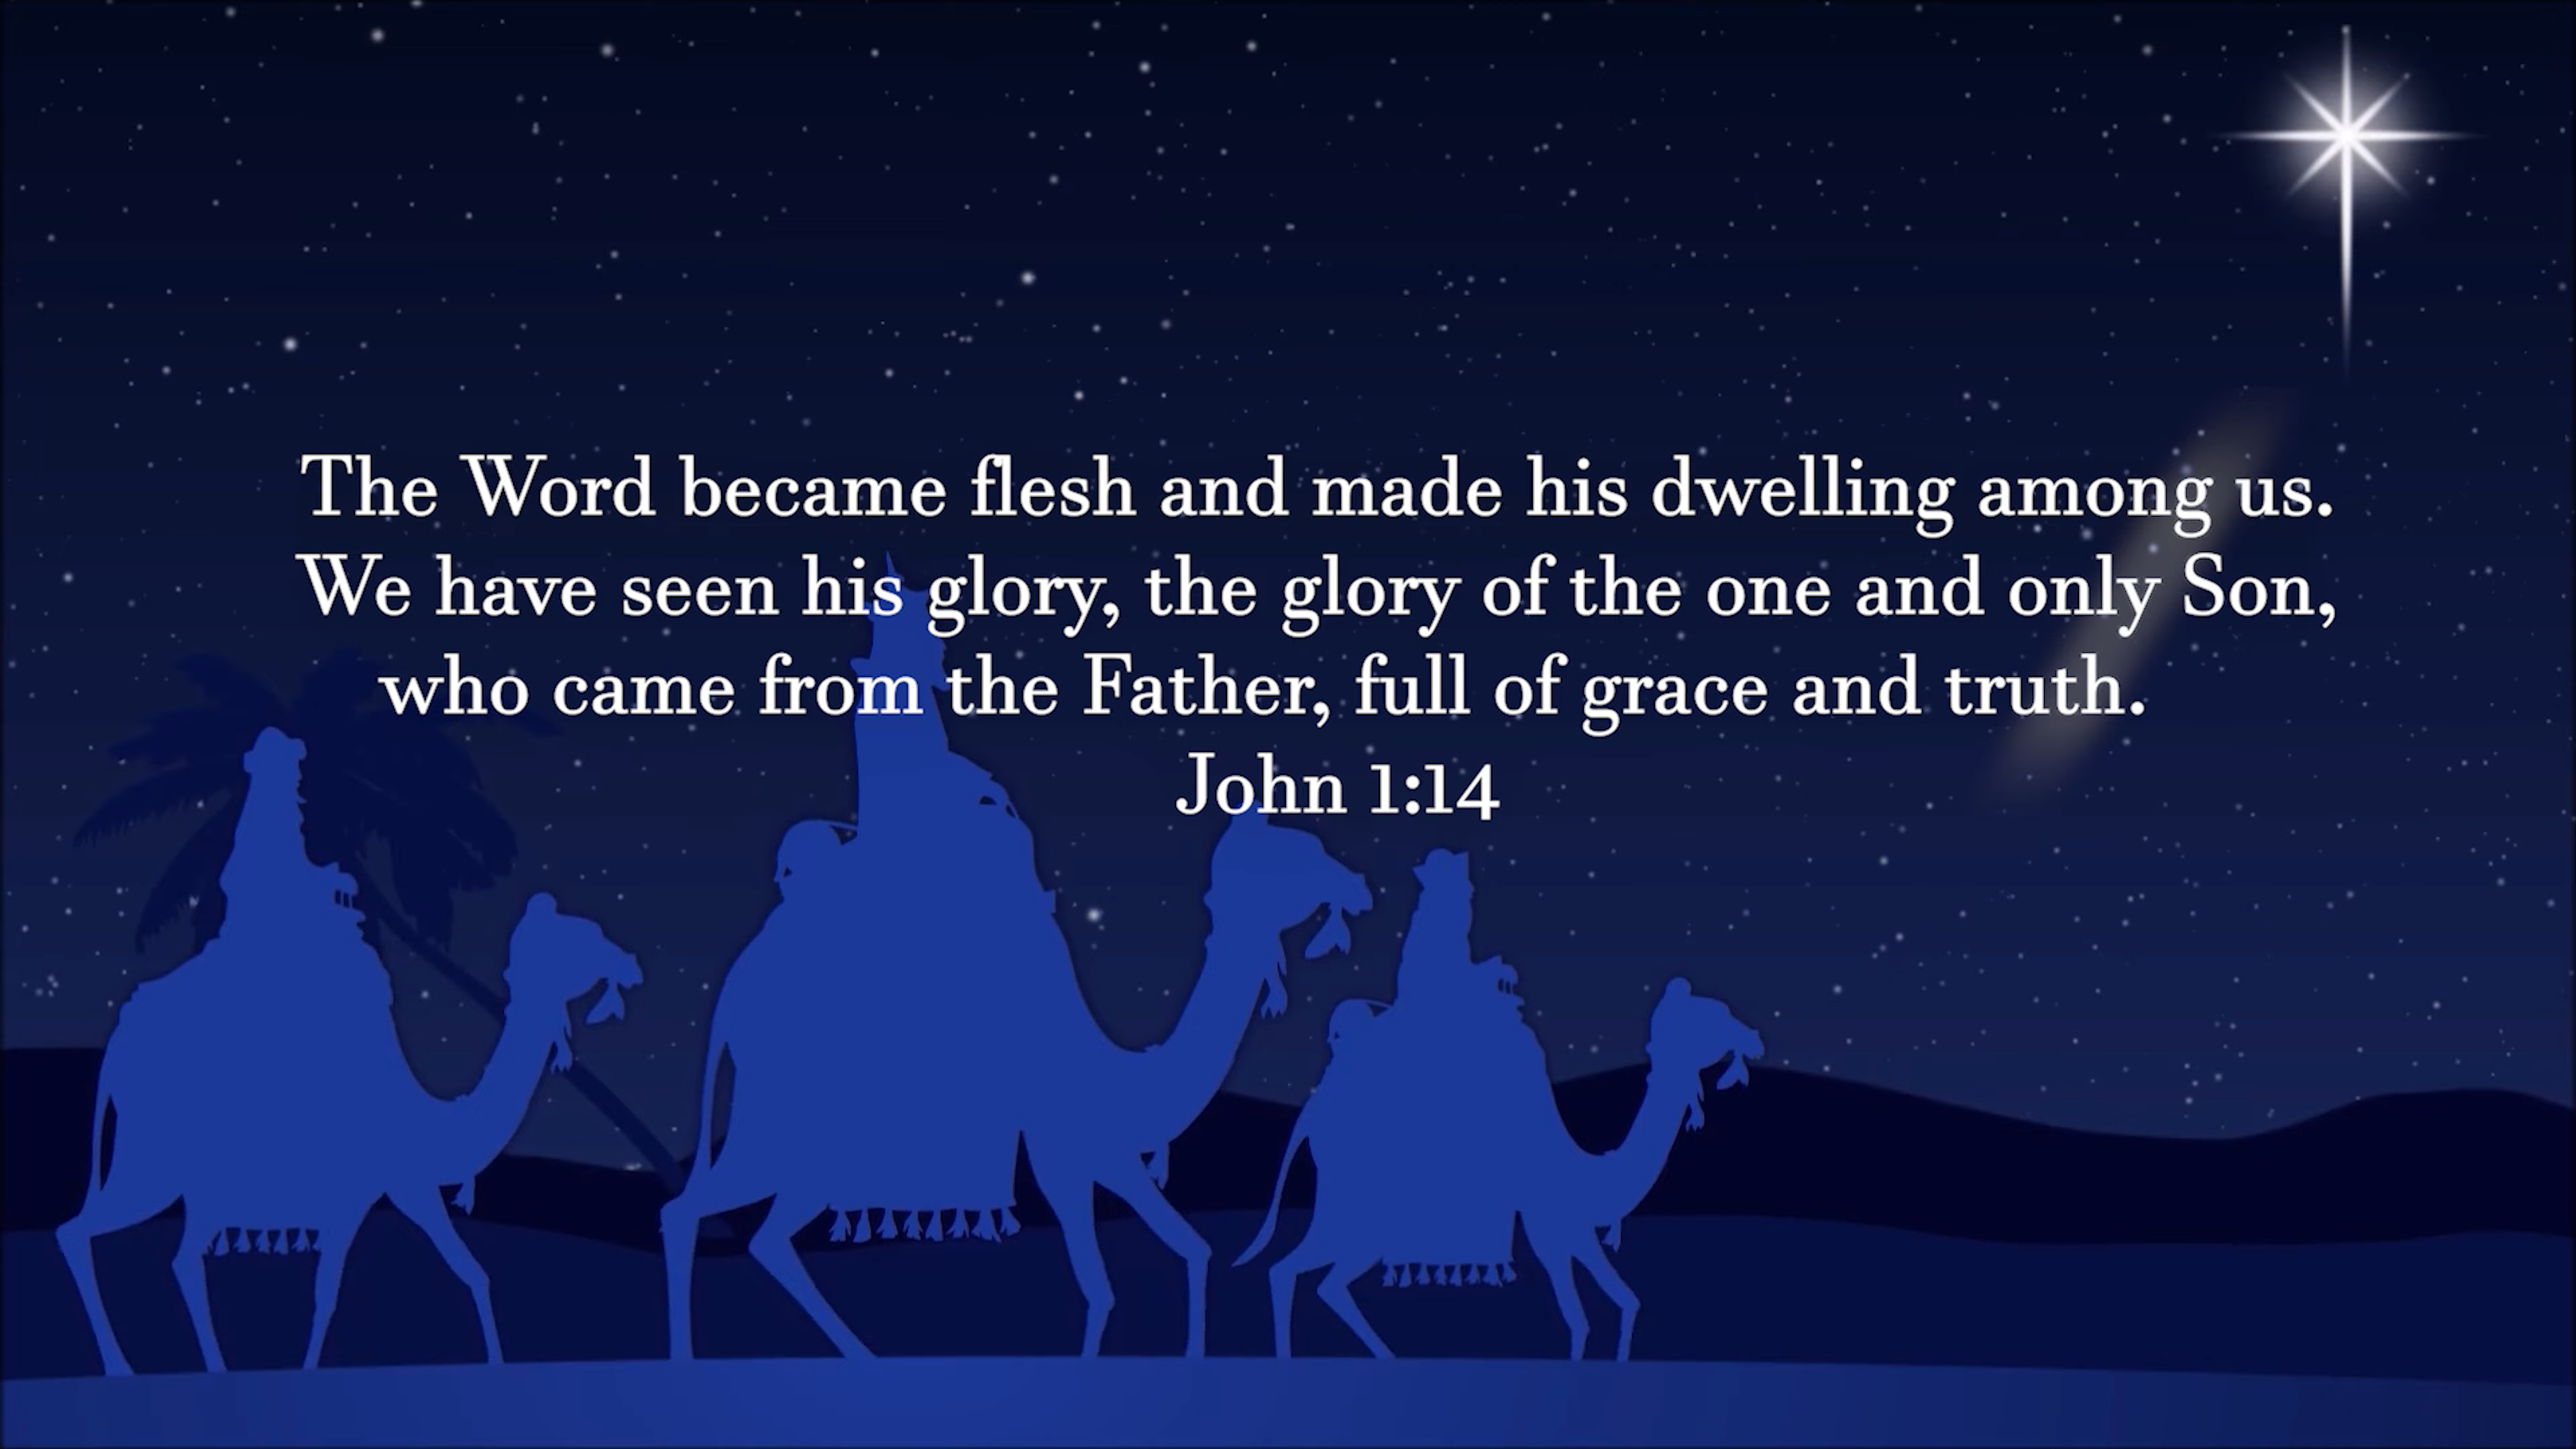 The Word became flesh and made his dwelling among us.
We have seen his glory, the glory of the one and only Son,
who came from the Father, full of grace and truth.
John 1:14